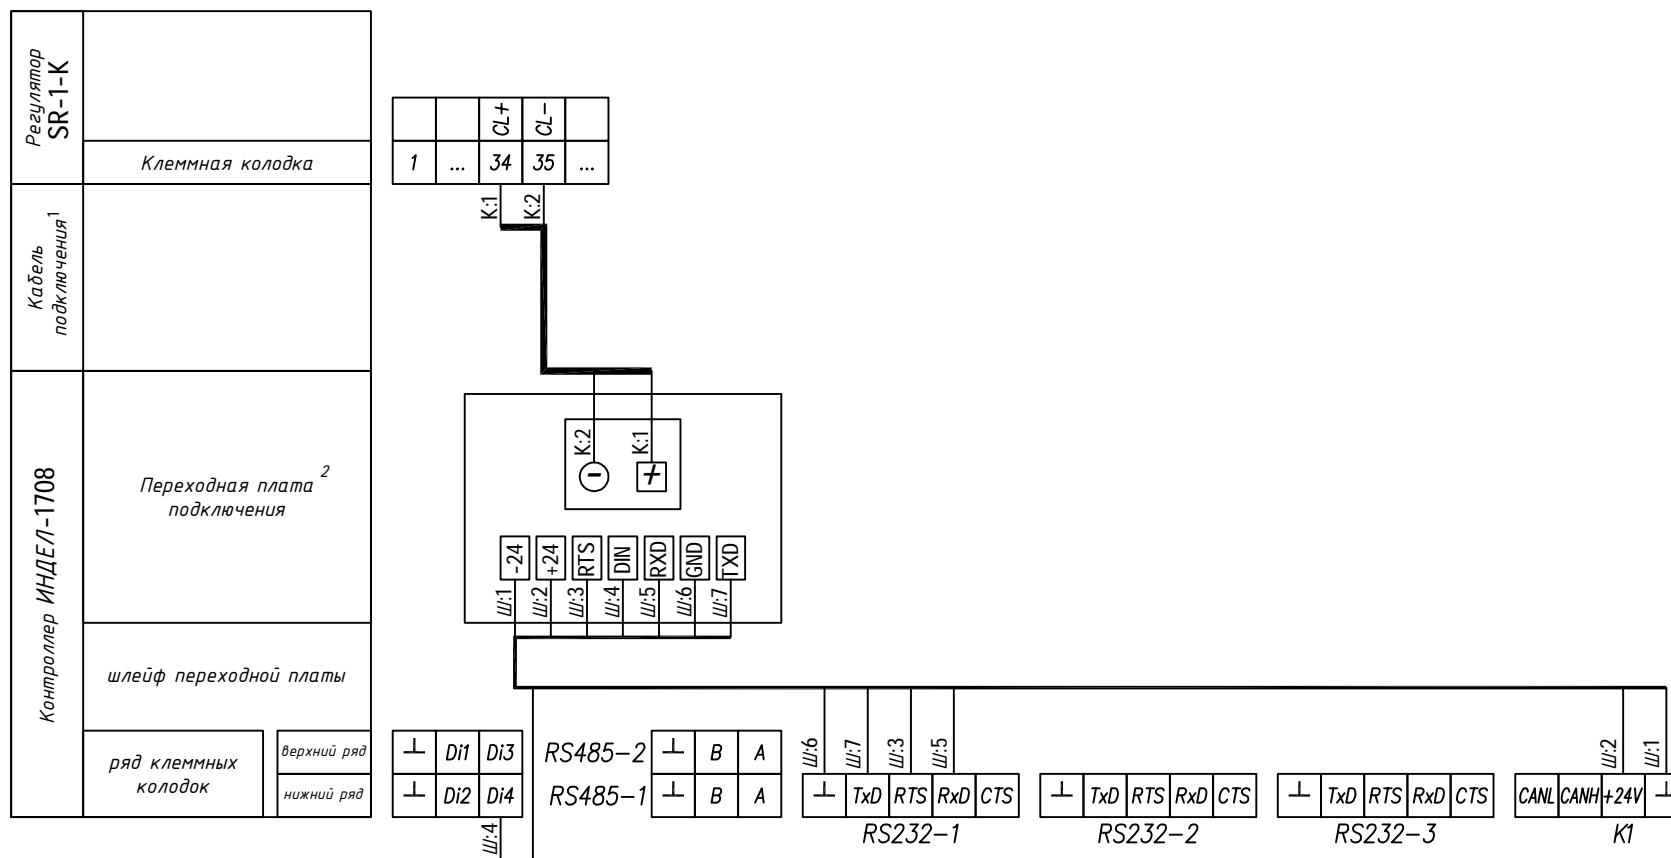 Регулятор
SR-1-K
Клеммная колодка
CL+ CL-
1 ... 34 35 ...
К:1 К:2
Кабель
подключения1
Контроллер ИНДЕЛ-1708
Переходная плата 2
подключения
К:2 К:1
- +
-24 +24 RTS DIN RXD GND TXD
Ш:1 Ш:2 Ш:3 Ш:4 Ш:5 Ш:6 Ш:7
шлейф переходной платы
Ш:6 Ш:7 Ш:3 Ш:5 Ш:2 Ш:1
ряд клеммных
колодок
верхний ряд
нижний ряд
⊥ Di1 Di3 RS485-2 ⊥ B A
⊥ Di2 Di4 RS485-1 ⊥ B A
⊥ TxD RTS RxD CTS ⊥ TxD RTS RxD CTS ⊥ TxD RTS RxD CTS CANL CANH +24V ⊥
RS232-1 RS232-2 RS232-3 K1
Ш:4